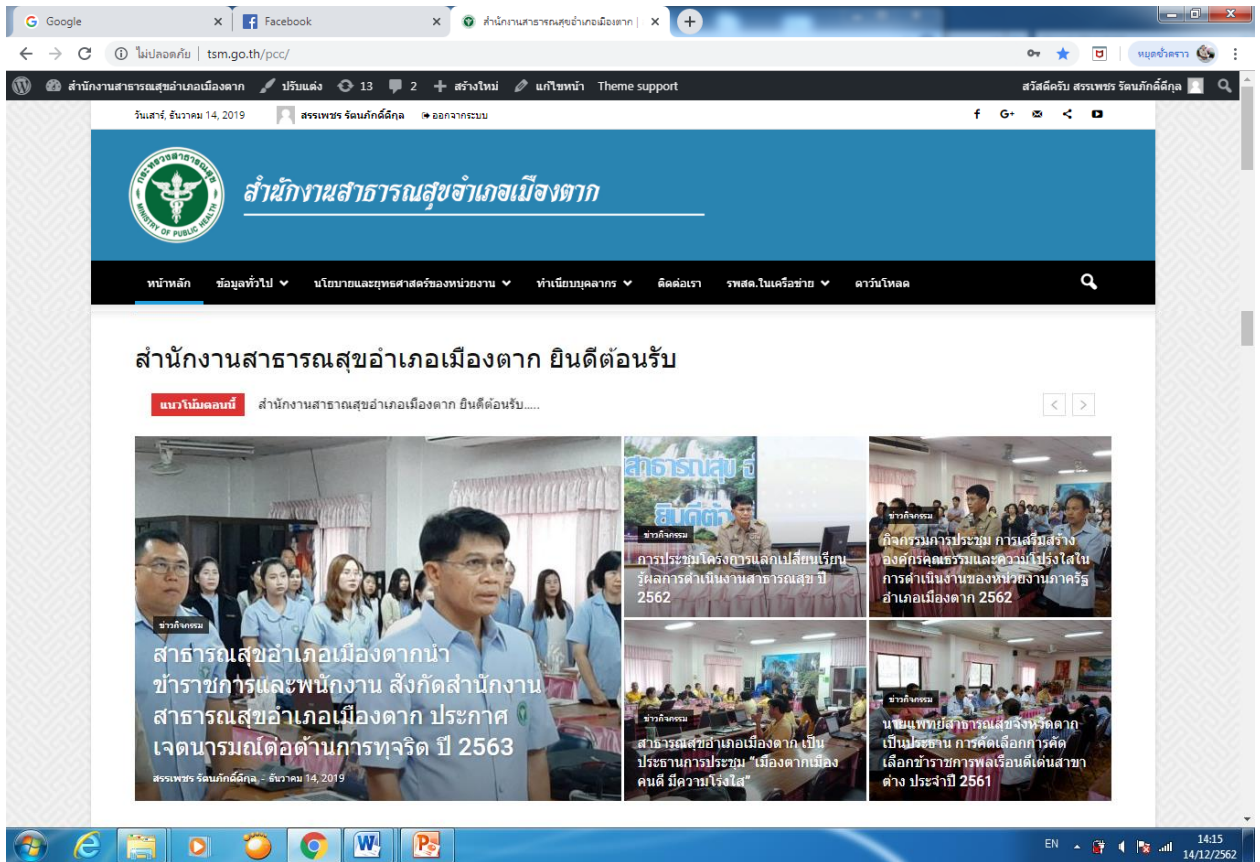 Google
Facebook
สำนักงานสาธารณสุขอำเภอเมืองตาก |
ไม่ปลอดภัย | tsm.go.th/pcc/
หยุดชั่วคราว
สำนักงานสาธารณสุขอำเภอเมืองตาก ปรับแต่ง 13 2 สร้างใหม่ แก้ไขหน้า Theme support
สวัสดีครับ สรรเพชร รัตนภักดิ์ดีกุล
วันเสาร์, ธันวาคม 14, 2019 สรรเพชร รัตนภักดิ์ดีกุล ออกจากระบบ
กระทรวงสาธารณสุข
MINISTRY OF PUBLIC HEALTH
สำนักงานสาธารณสุขอำเภอเมืองตาก
หน้าหลัก ข้อมูลทั่วไป นโยบายและยุทธศาสตร์ของหน่วยงาน ทำเนียบบุคลากร ติดต่อเรา รพสต.ในเครือข่าย ดาวน์โหลด
สำนักงานสาธารณสุขอำเภอเมืองตาก ยินดีต้อนรับ
แนวโน้มตอนนี้ สำนักงานสาธาณสุขอำเภอเมืองตาก ยินดีต้อนรับ.....
ข่าวกิจกรรม
สาธารณสุขอำเภอเมืองตากนำ
ข้าราชการและพนักงาน สังกัดสำนักงาน
สาธารณสุขอำเภอเมืองตาก ประกาศ
เจตนารมณ์ต่อต้านการทุจริต ปี 2563
สรรเพชร รัตนภักดิ์ดีกุล - ธันวาคม 14, 2019
ข่าวกิจกรรม
การประชุมโครงการแลกเปลี่ยนเรียน
รู้ผลการดำเนินงานสาธารณสุข ปี
2562
ข่าวกิจกรรม
กิจกรรมการประชุม การเสริมสร้าง
องค์กรคุณธรรมและความโปร่งใสใน
การดำเนินงานของหน่วยงานภาครัฐ
อำเภอเมืองตาก 2562
ข่าวกิจกรรม
สาธารณสุขอำเภอเมืองตาก เป็น
ประธานการประชุม “เมืองตากเมือง
คนดี มีความโร่งใส”
ข่าวกิจกรรม
นายแพทย์สาธารณสุขจังหวัดตาก
เป็นประธาน การคัดเลือกการคัด
เลือกข้าราชการพลเรือนดีเด่นสาขา
ต่าง ประจำปี 2561
EN 14:15
14/12/2562